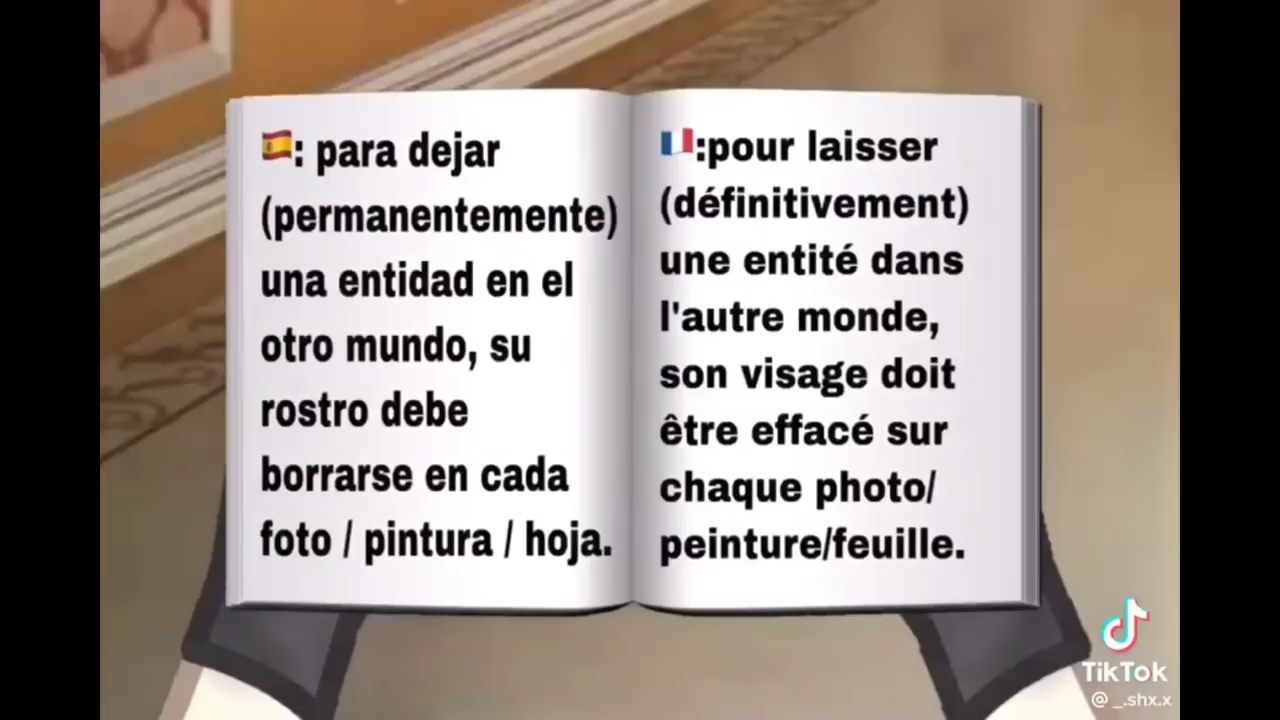 🇪🇸: para dejar
(permanentemente)
una entidad en el
otro mundo, su
rostro debe
borrarse en cada
foto / pintura / hoja.
🇫🇷:pour laisser
(définitivement)
une entité dans
l'autre monde,
son visage doit
être effacé sur
chaque photo/
peinture/feuille.
TikTok
@ _.shx.x